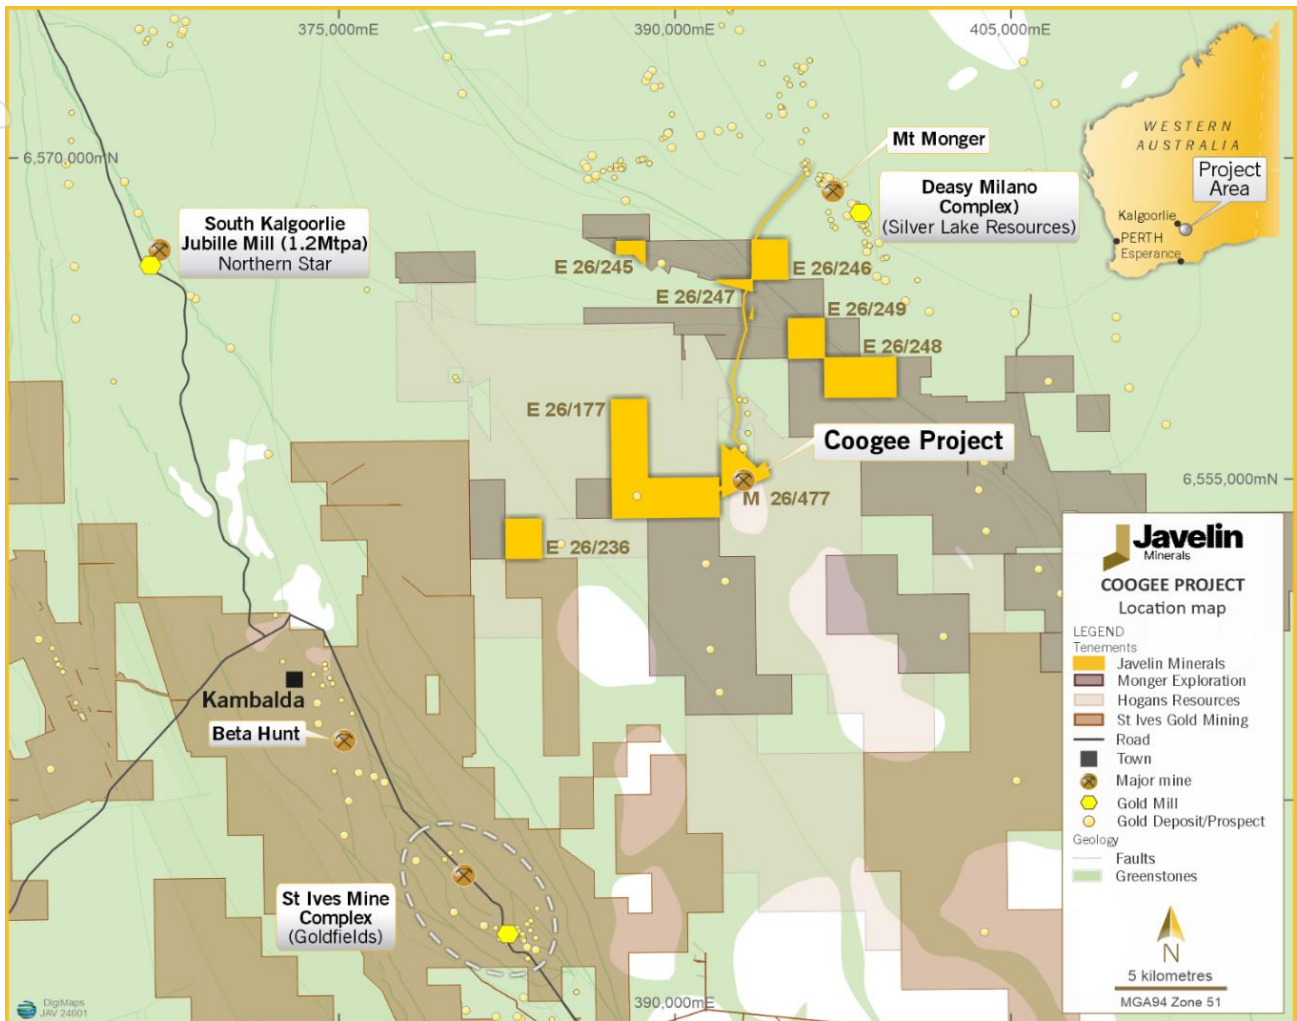 375,000mE
390,000mE
405,000mE
6,570,000mN
Mt Monger
Deasy Milano
Complex)
(Silver Lake Resources)
WESTERN
AUSTRALIA
Project
Area
Kalgoorlie
PERTH
Esperance
South Kalgoorlie
Jubille Mill (1.2Mtpa)
Northern Star
E 26/245
E 26/246
E 26/247
E 26/249
E 26/248
E 26/177
Coogee Project
6,555,000mN
M 26/477
E 26/236
Kambalda
Beta Hunt
St Ives Mine
Complex
(Goldfields)
Javelin
Minerals
COOGEE PROJECT
Location map
LEGEND
Tenements
Javelin Minerals
Monger Exploration
Hogans Resources
St Ives Gold Mining
Road
Town
Major mine
Gold Mill
Gold Deposit/Prospect
Geology
Faults
Greenstones
N
5 kilometres
MGA94 Zone 51
390,000mE
DigiMaps
JAV 24001